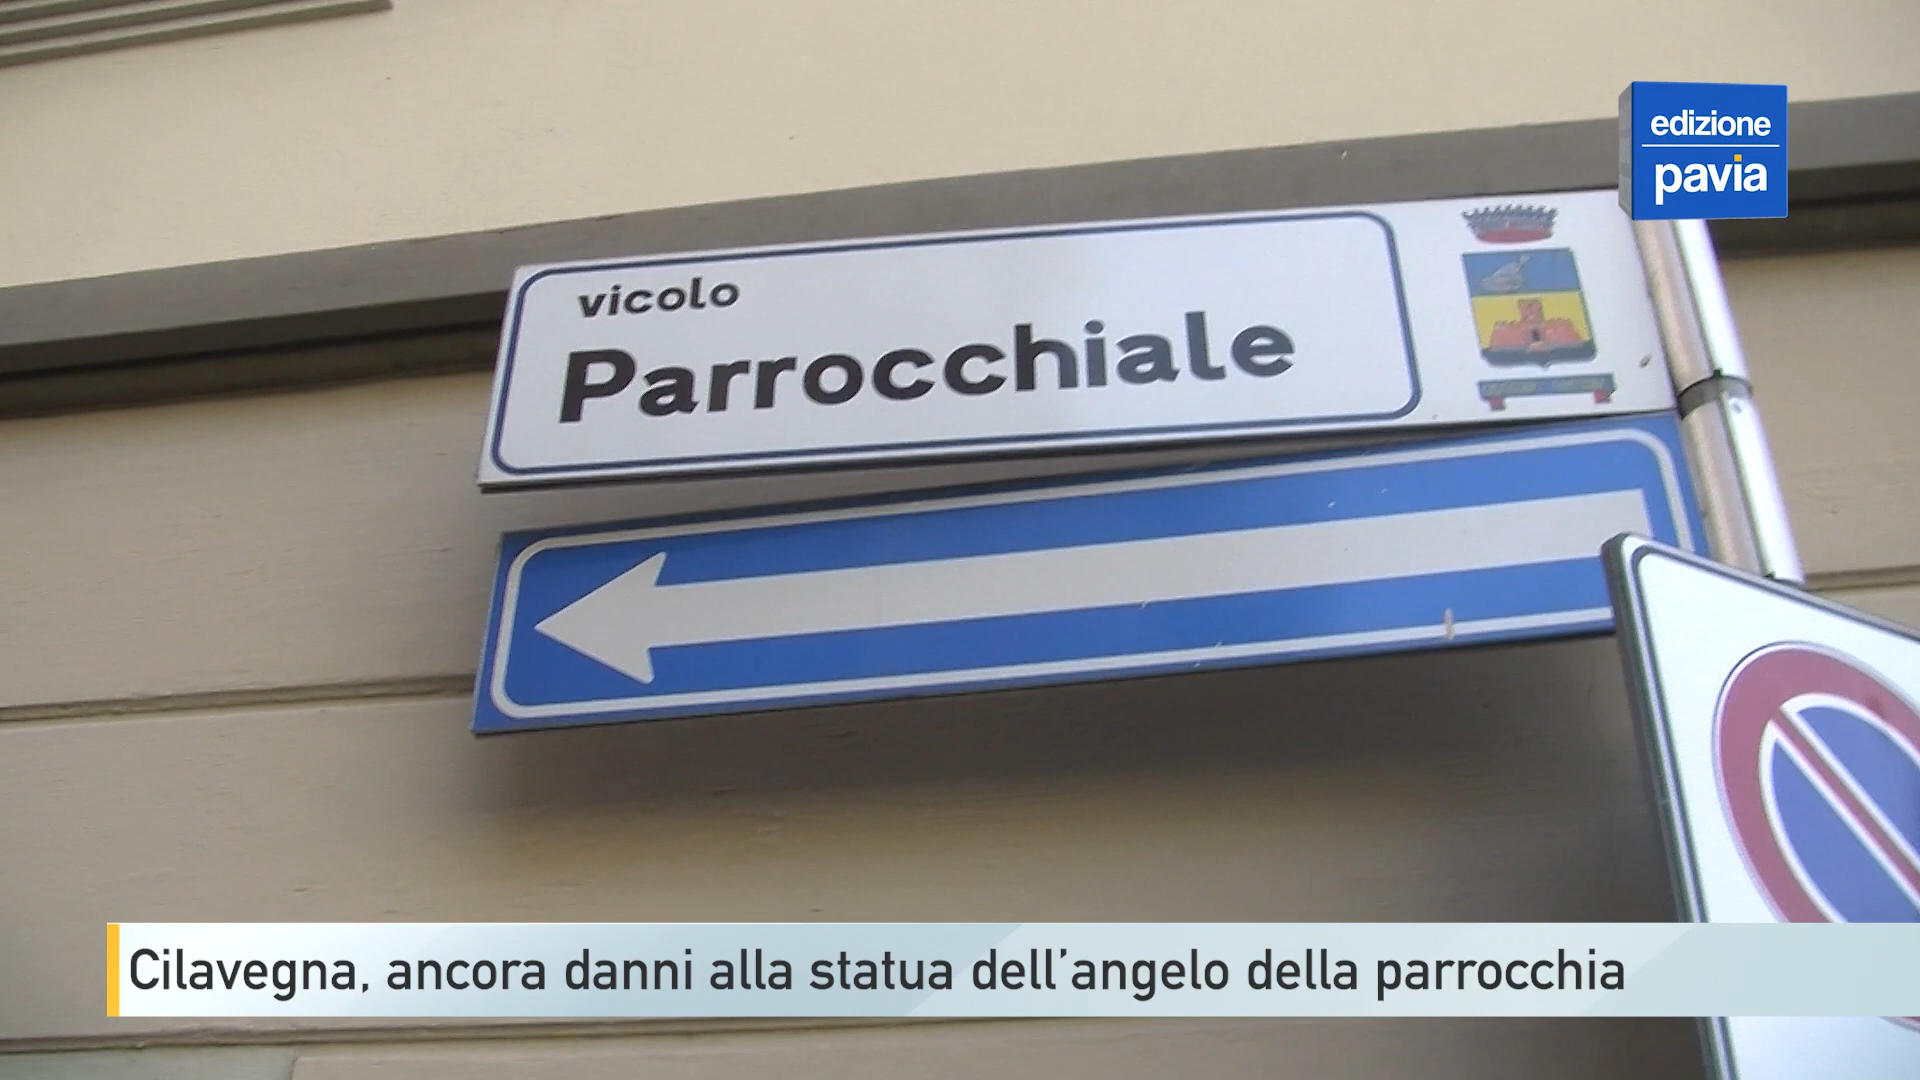 edizione
pavia
vicolo
Parrocchiale
Cilavegna, ancora danni alla statua dell'angelo della parrocchia